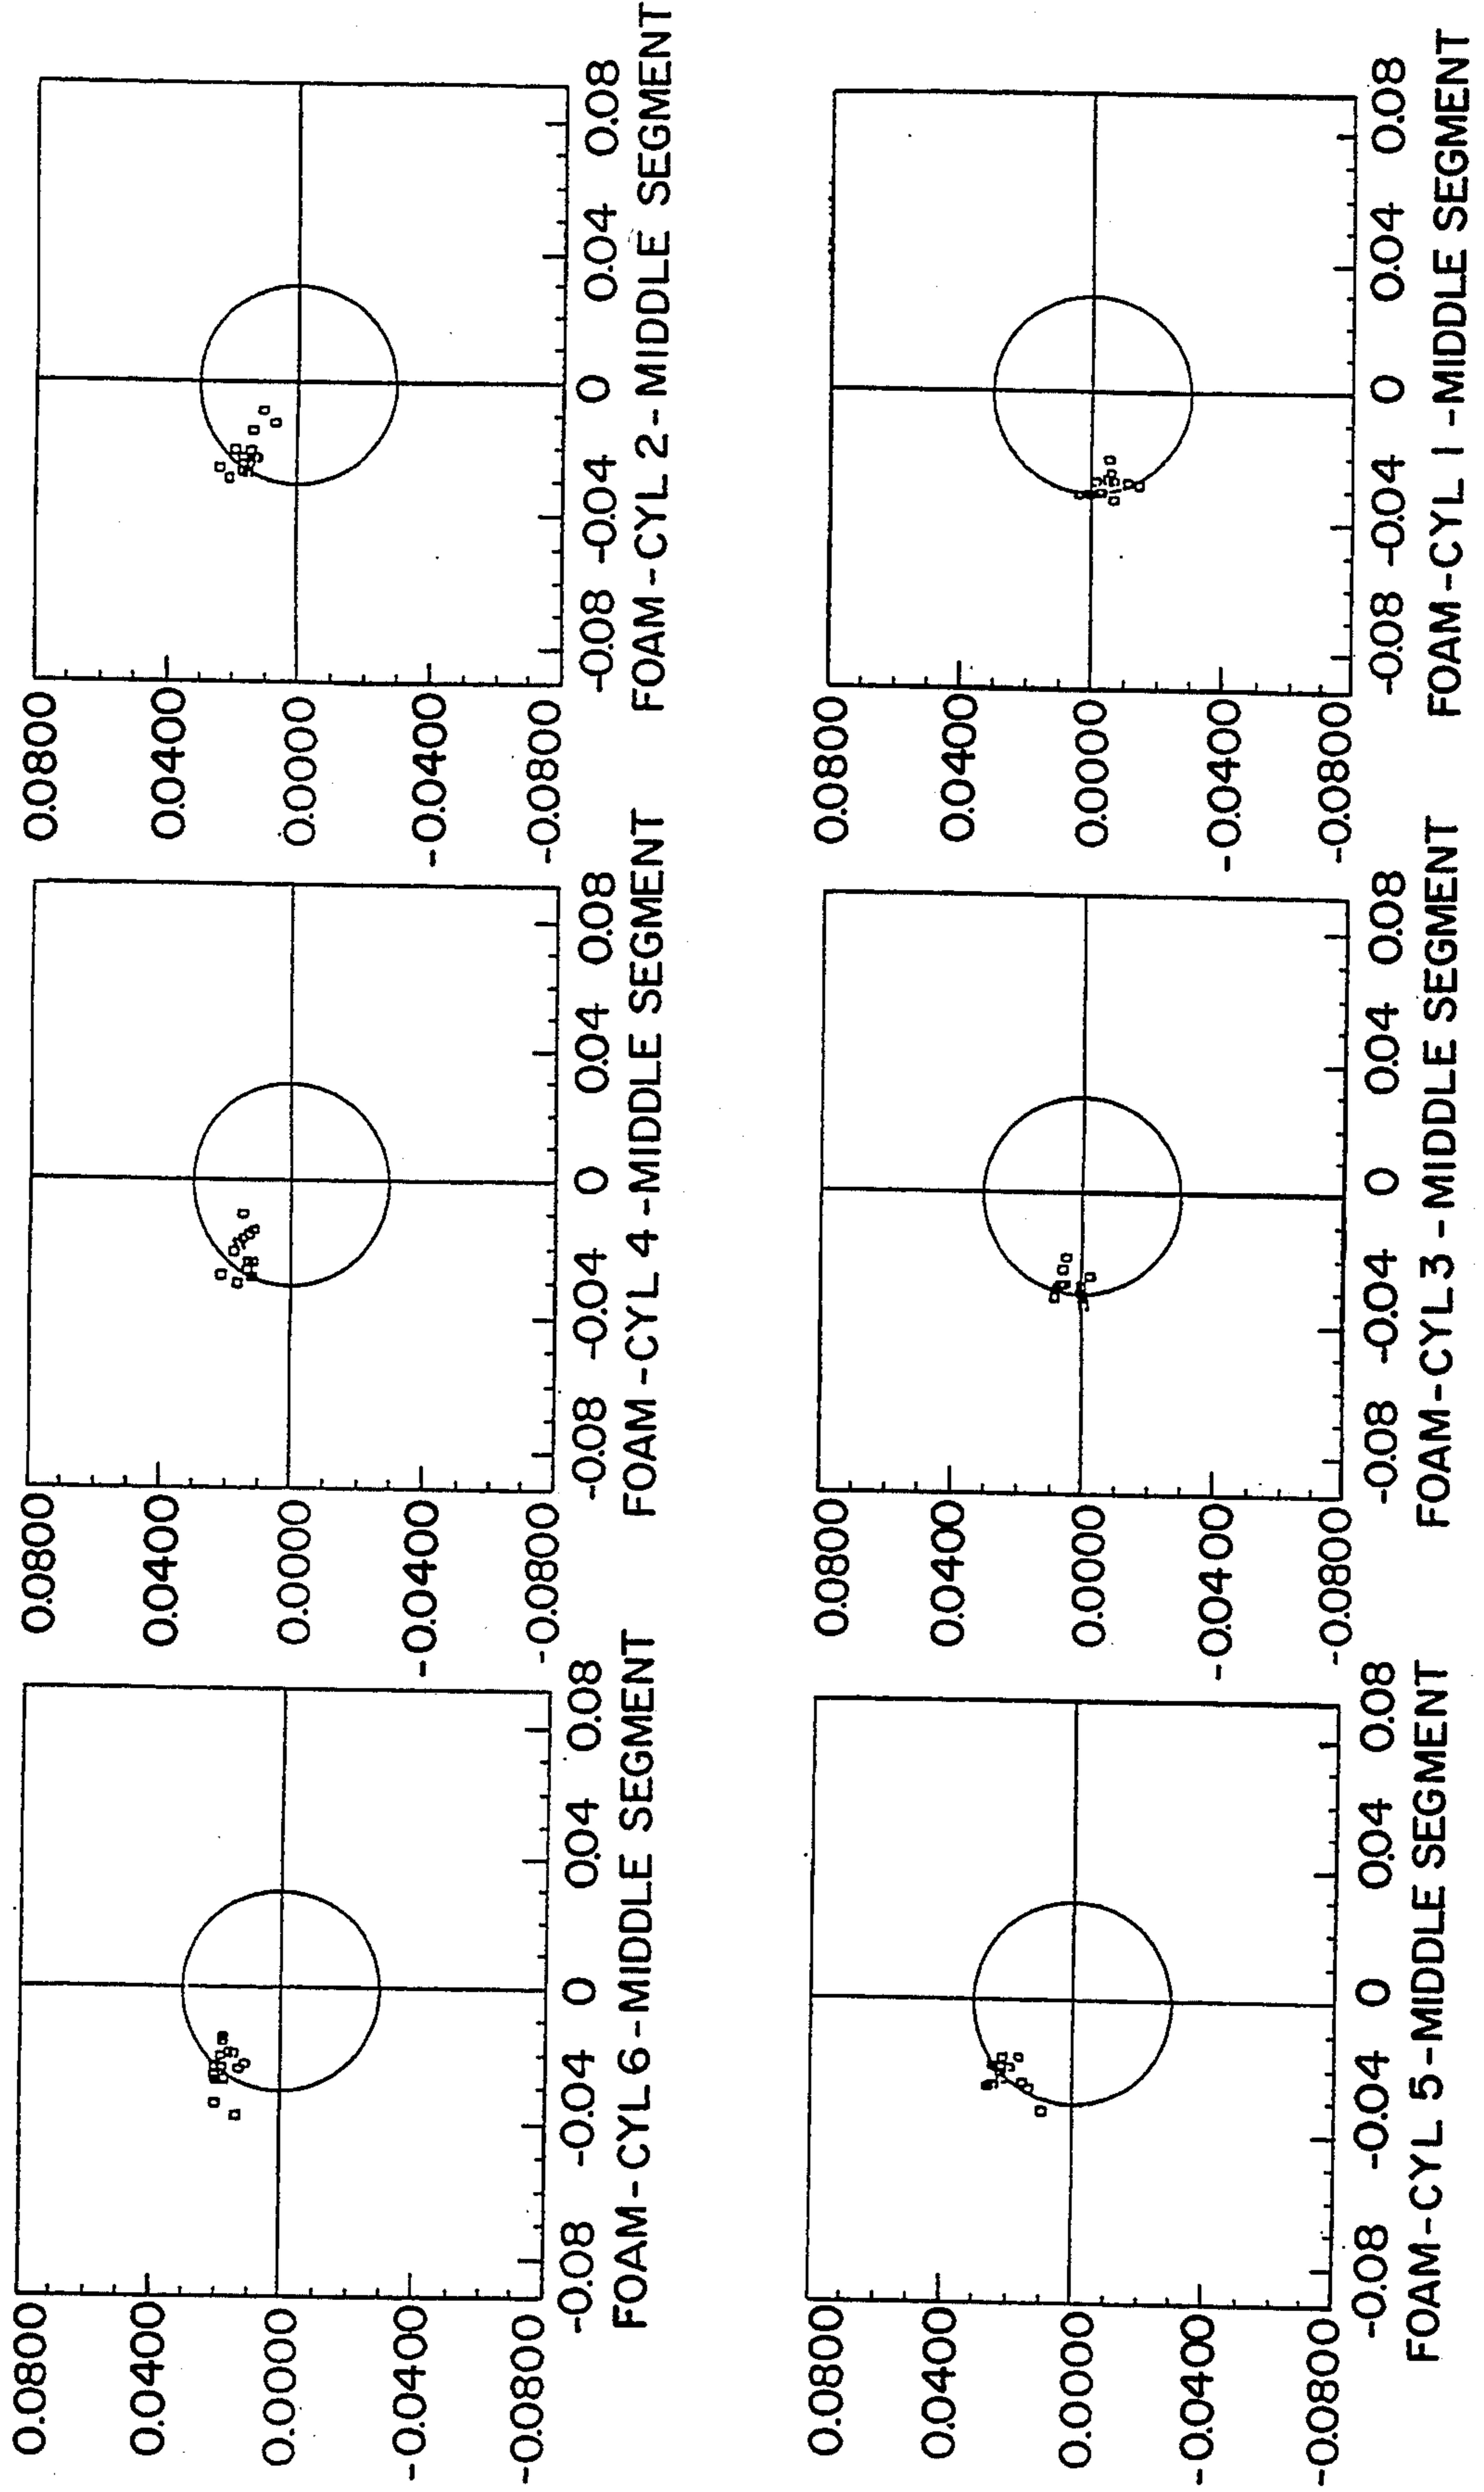 0.0800
0.0400
0.0000
-0.0400
-0.0800
-0.08 -0.04 0 0.04 0.08
FOAM-CYL 6-MIDDLE SEGMENT
0.0800
0.0400
0.0000
-0.0400
-0.0800
-0.08 -0.04 0 0.04 0.08
FOAM-CYL 4-MIDDLE SEGMENT
0.0800
0.0400
0.0000
-0.0400
-0.0800
-0.08 -0.04 0 0.04 0.08
FOAM-CYL 2-MIDDLE SEGMENT
0.0800
0.0400
0.0000
-0.0400
-0.0800
-0.08 -0.04 0 0.04 0.08
FOAM-CYL 5-MIDDLE SEGMENT
0.0800
0.0400
0.0000
-0.0400
-0.0800
-0.08 -0.04 0 0.04 0.08
FOAM-CYL 3-MIDDLE SEGMENT
0.0800
0.0400
0.0000
-0.0400
-0.0800
-0.08 -0.04 0 0.04 0.08
FOAM-CYL 1-MIDDLE SEGMENT